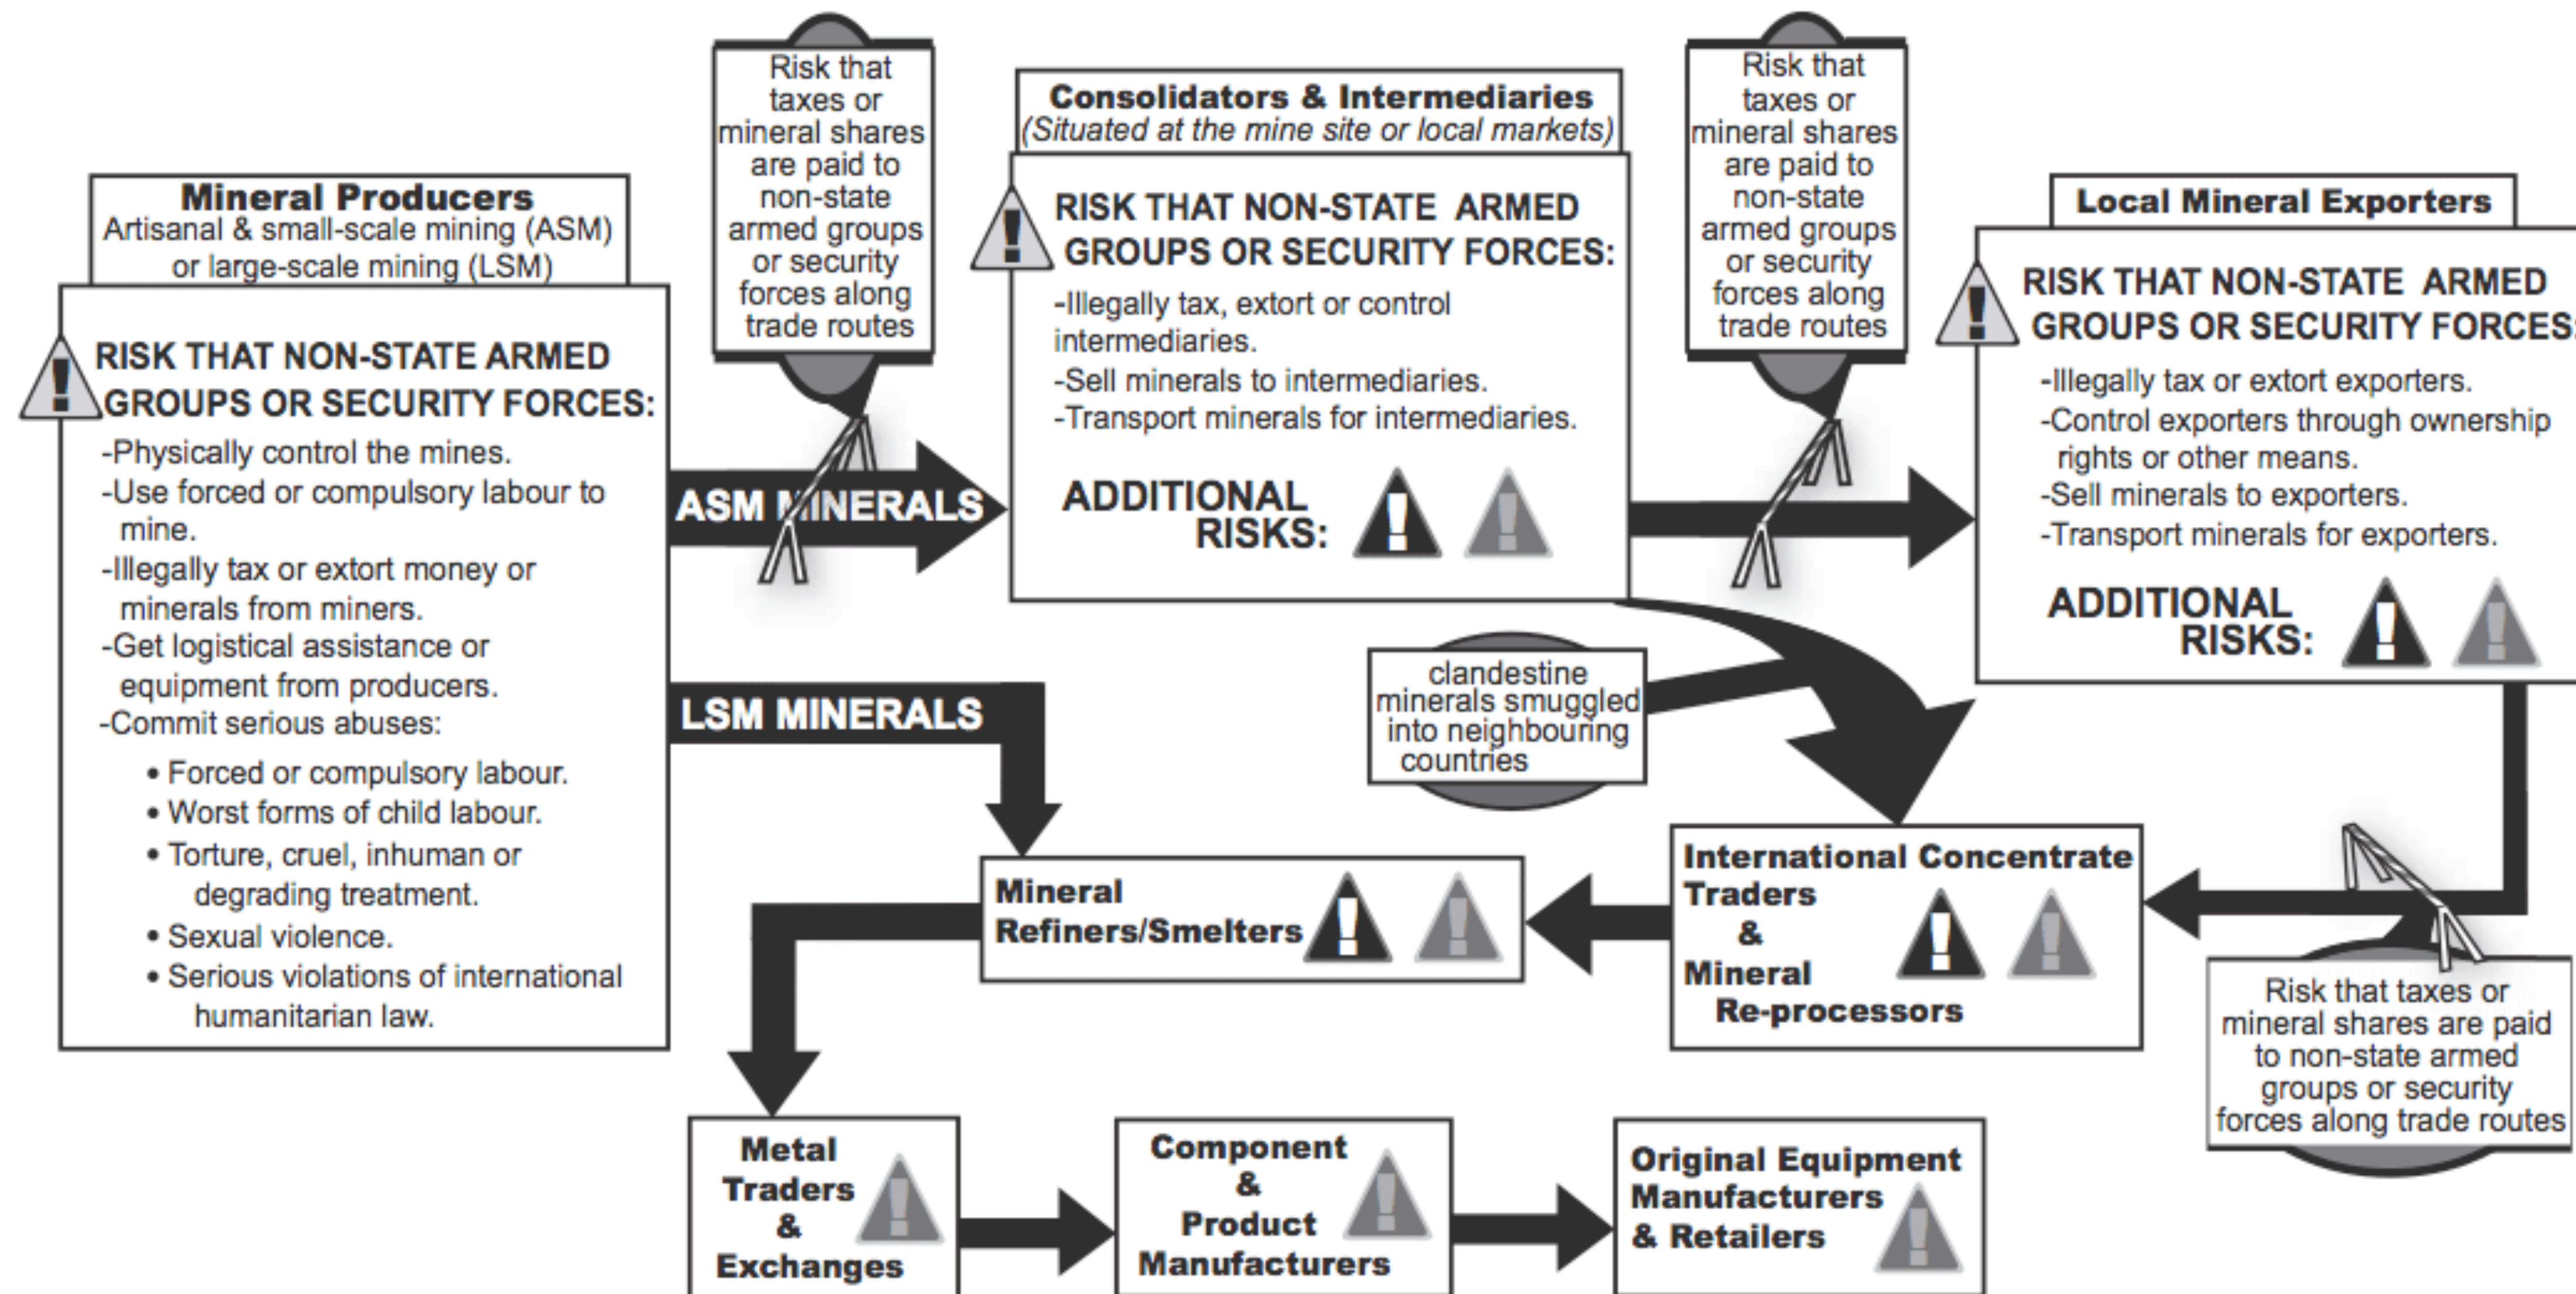 Mineral Producers
Artisanal & small-scale mining (ASM)
or large-scale mining (LSM)
RISK THAT NON-STATE ARMED
GROUPS OR SECURITY FORCES:
-Physically control the mines.
-Use forced or compulsory labour to
mine.
-Illegally tax or extort money or
minerals from miners.
-Get logistical assistance or
equipment from producers.
-Commit serious abuses:
• Forced or compulsory labour.
• Worst forms of child labour.
• Torture, cruel, inhuman or
degrading treatment.
• Sexual violence.
• Serious violations of international
humanitarian law.
Risk that
taxes or
mineral shares
are paid to
non-state
armed groups
or security
forces along
trade routes
ASM MINERALS
LSM MINERALS
Consolidators & Intermediaries
(Situated at the mine site or local markets)
RISK THAT NON-STATE ARMED
GROUPS OR SECURITY FORCES:
-Illegally tax, extort or control
intermediaries.
-Sell minerals to intermediaries.
-Transport minerals for intermediaries.
ADDITIONAL
RISKS:
Risk that
taxes or
mineral shares
are paid to
non-state
armed groups
or security
forces along
trade routes
Local Mineral Exporters
RISK THAT NON-STATE ARMED
GROUPS OR SECURITY FORCES:
-Illegally tax or extort exporters.
-Control exporters through ownership
rights or other means.
-Sell minerals to exporters.
-Transport minerals for exporters.
ADDITIONAL
RISKS:
clandestine
minerals smuggled
into neighbouring
countries
Risk that taxes or
mineral shares are paid
to non-state armed
groups or security
forces along trade routes
International Concentrate
Traders
&
Mineral
Re-processors
Mineral
Refiners/Smelters
Metal
Traders
&
Exchanges
Component
&
Product
Manufacturers
Original Equipment
Manufacturers
& Retailers